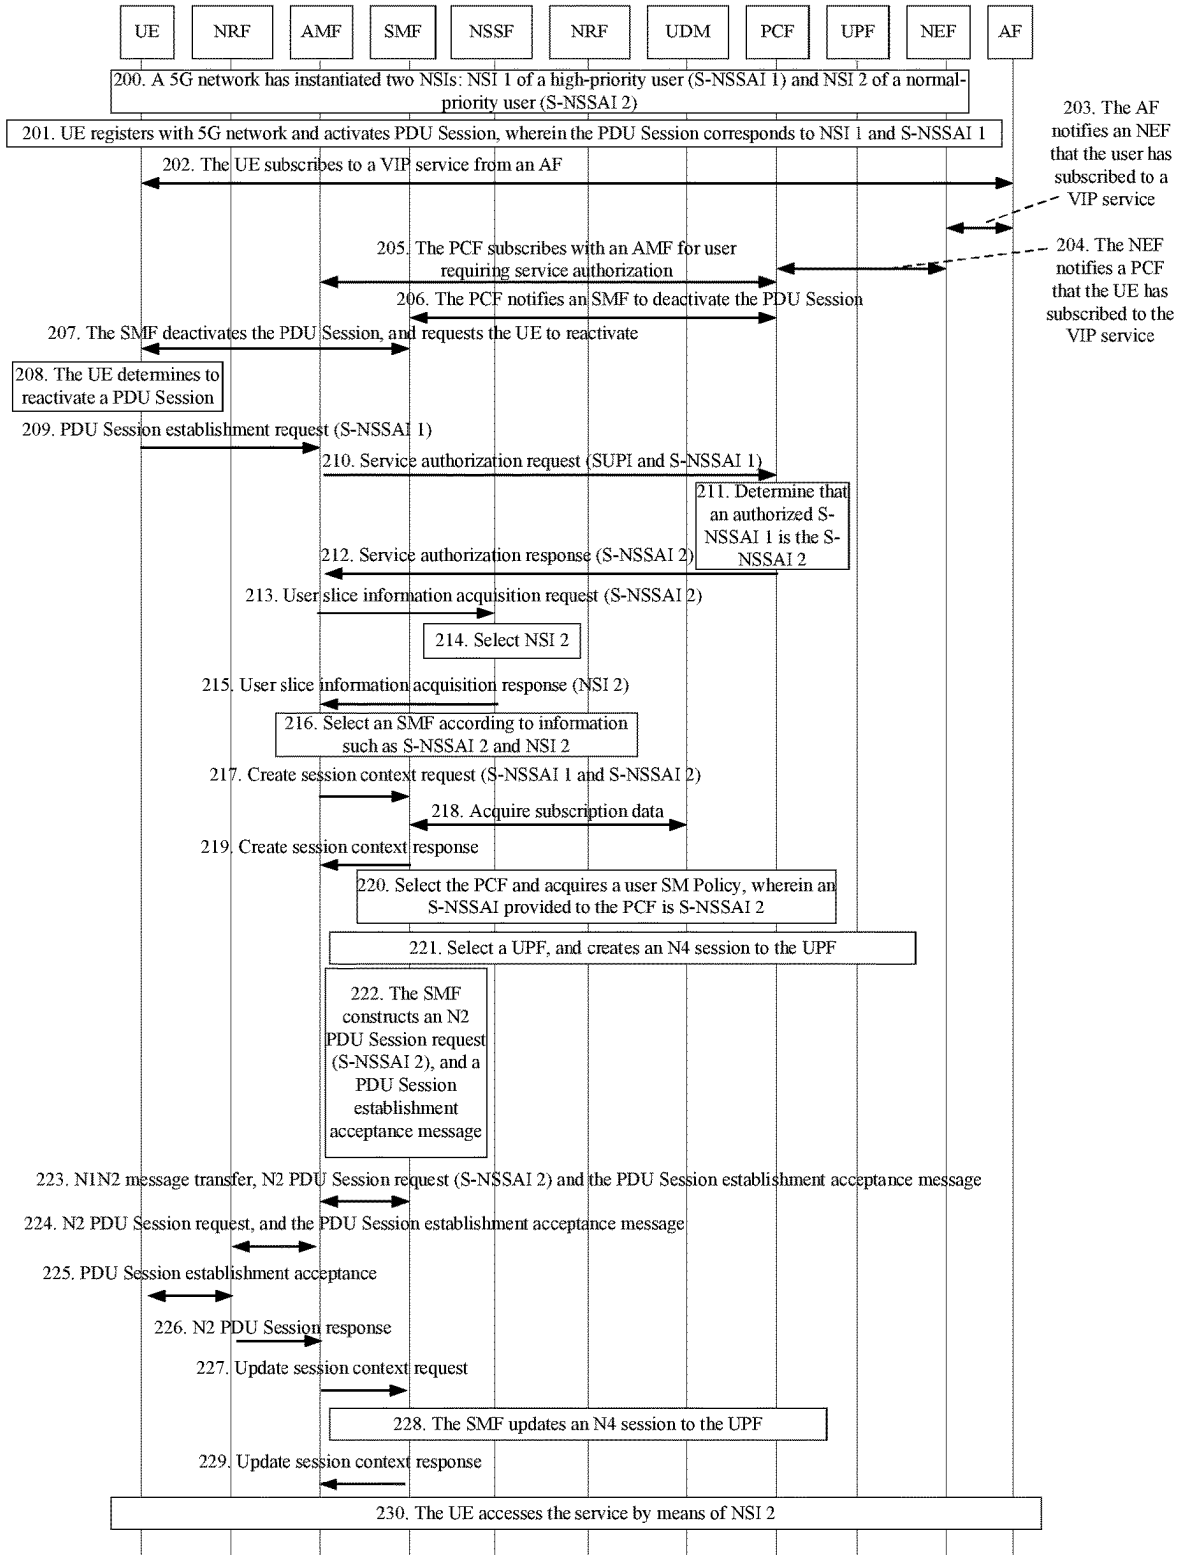 UE NRF AMF SMF NSSF NRF UDM PCF UPF NEF AF
200. A 5G network has instantiated two NSIs: NSI 1 of a high-priority user (S-NSSAI 1) and NSI 2 of a normal-
priority user (S-NSSAI 2)
201. UE registers with 5G network and activates PDU Session, wherein the PDU Session corresponds to NSI 1 and S-NSSAI 1
202. The UE subscribes to a VIP service from an AF
203. The AF
notifies an NEF
that the user has
subscribed to a
VIP service
204. The NEF
notifies a PCF
that the UE has
subscribed to the
VIP service
205. The PCF subscribes with an AMF for user
requiring service authorization
206. The PCF notifies an SMF to deactivate the PDU Session
207. The SMF deactivates the PDU Session, and requests the UE to reactivate
208. The UE determines to
reactivate a PDU Session
209. PDU Session establishment request (S-NSSAI 1)
210. Service authorization request (SUPI and S-NSSAI 1)
211. Determine that
an authorized S-
NSSAI 1 is the S-
NSSAI 2
212. Service authorization response (S-NSSAI 2)
213. User slice information acquisition request (S-NSSAI 2)
214. Select NSI 2
215. User slice information acquisition response (NSI 2)
216. Select an SMF according to information
such as S-NSSAI 2 and NSI 2
217. Create session context request (S-NSSAI 1 and S-NSSAI 2)
218. Acquire subscription data
219. Create session context response
220. Select the PCF and acquires a user SM Policy, wherein an
S-NSSAI provided to the PCF is S-NSSAI 2
221. Select a UPF, and creates an N4 session to the UPF
222. The SMF
constructs an N2
PDU Session request
(S-NSSAI 2), and a
PDU Session
establishment
acceptance message
223. N1N2 message transfer, N2 PDU Session request (S-NSSAI 2) and the PDU Session establishment acceptance message
224. N2 PDU Session request, and the PDU Session establishment acceptance message
225. PDU Session establishment acceptance
226. N2 PDU Session response
227. Update session context request
228. The SMF updates an N4 session to the UPF
229. Update session context response
230. The UE accesses the service by means of NSI 2